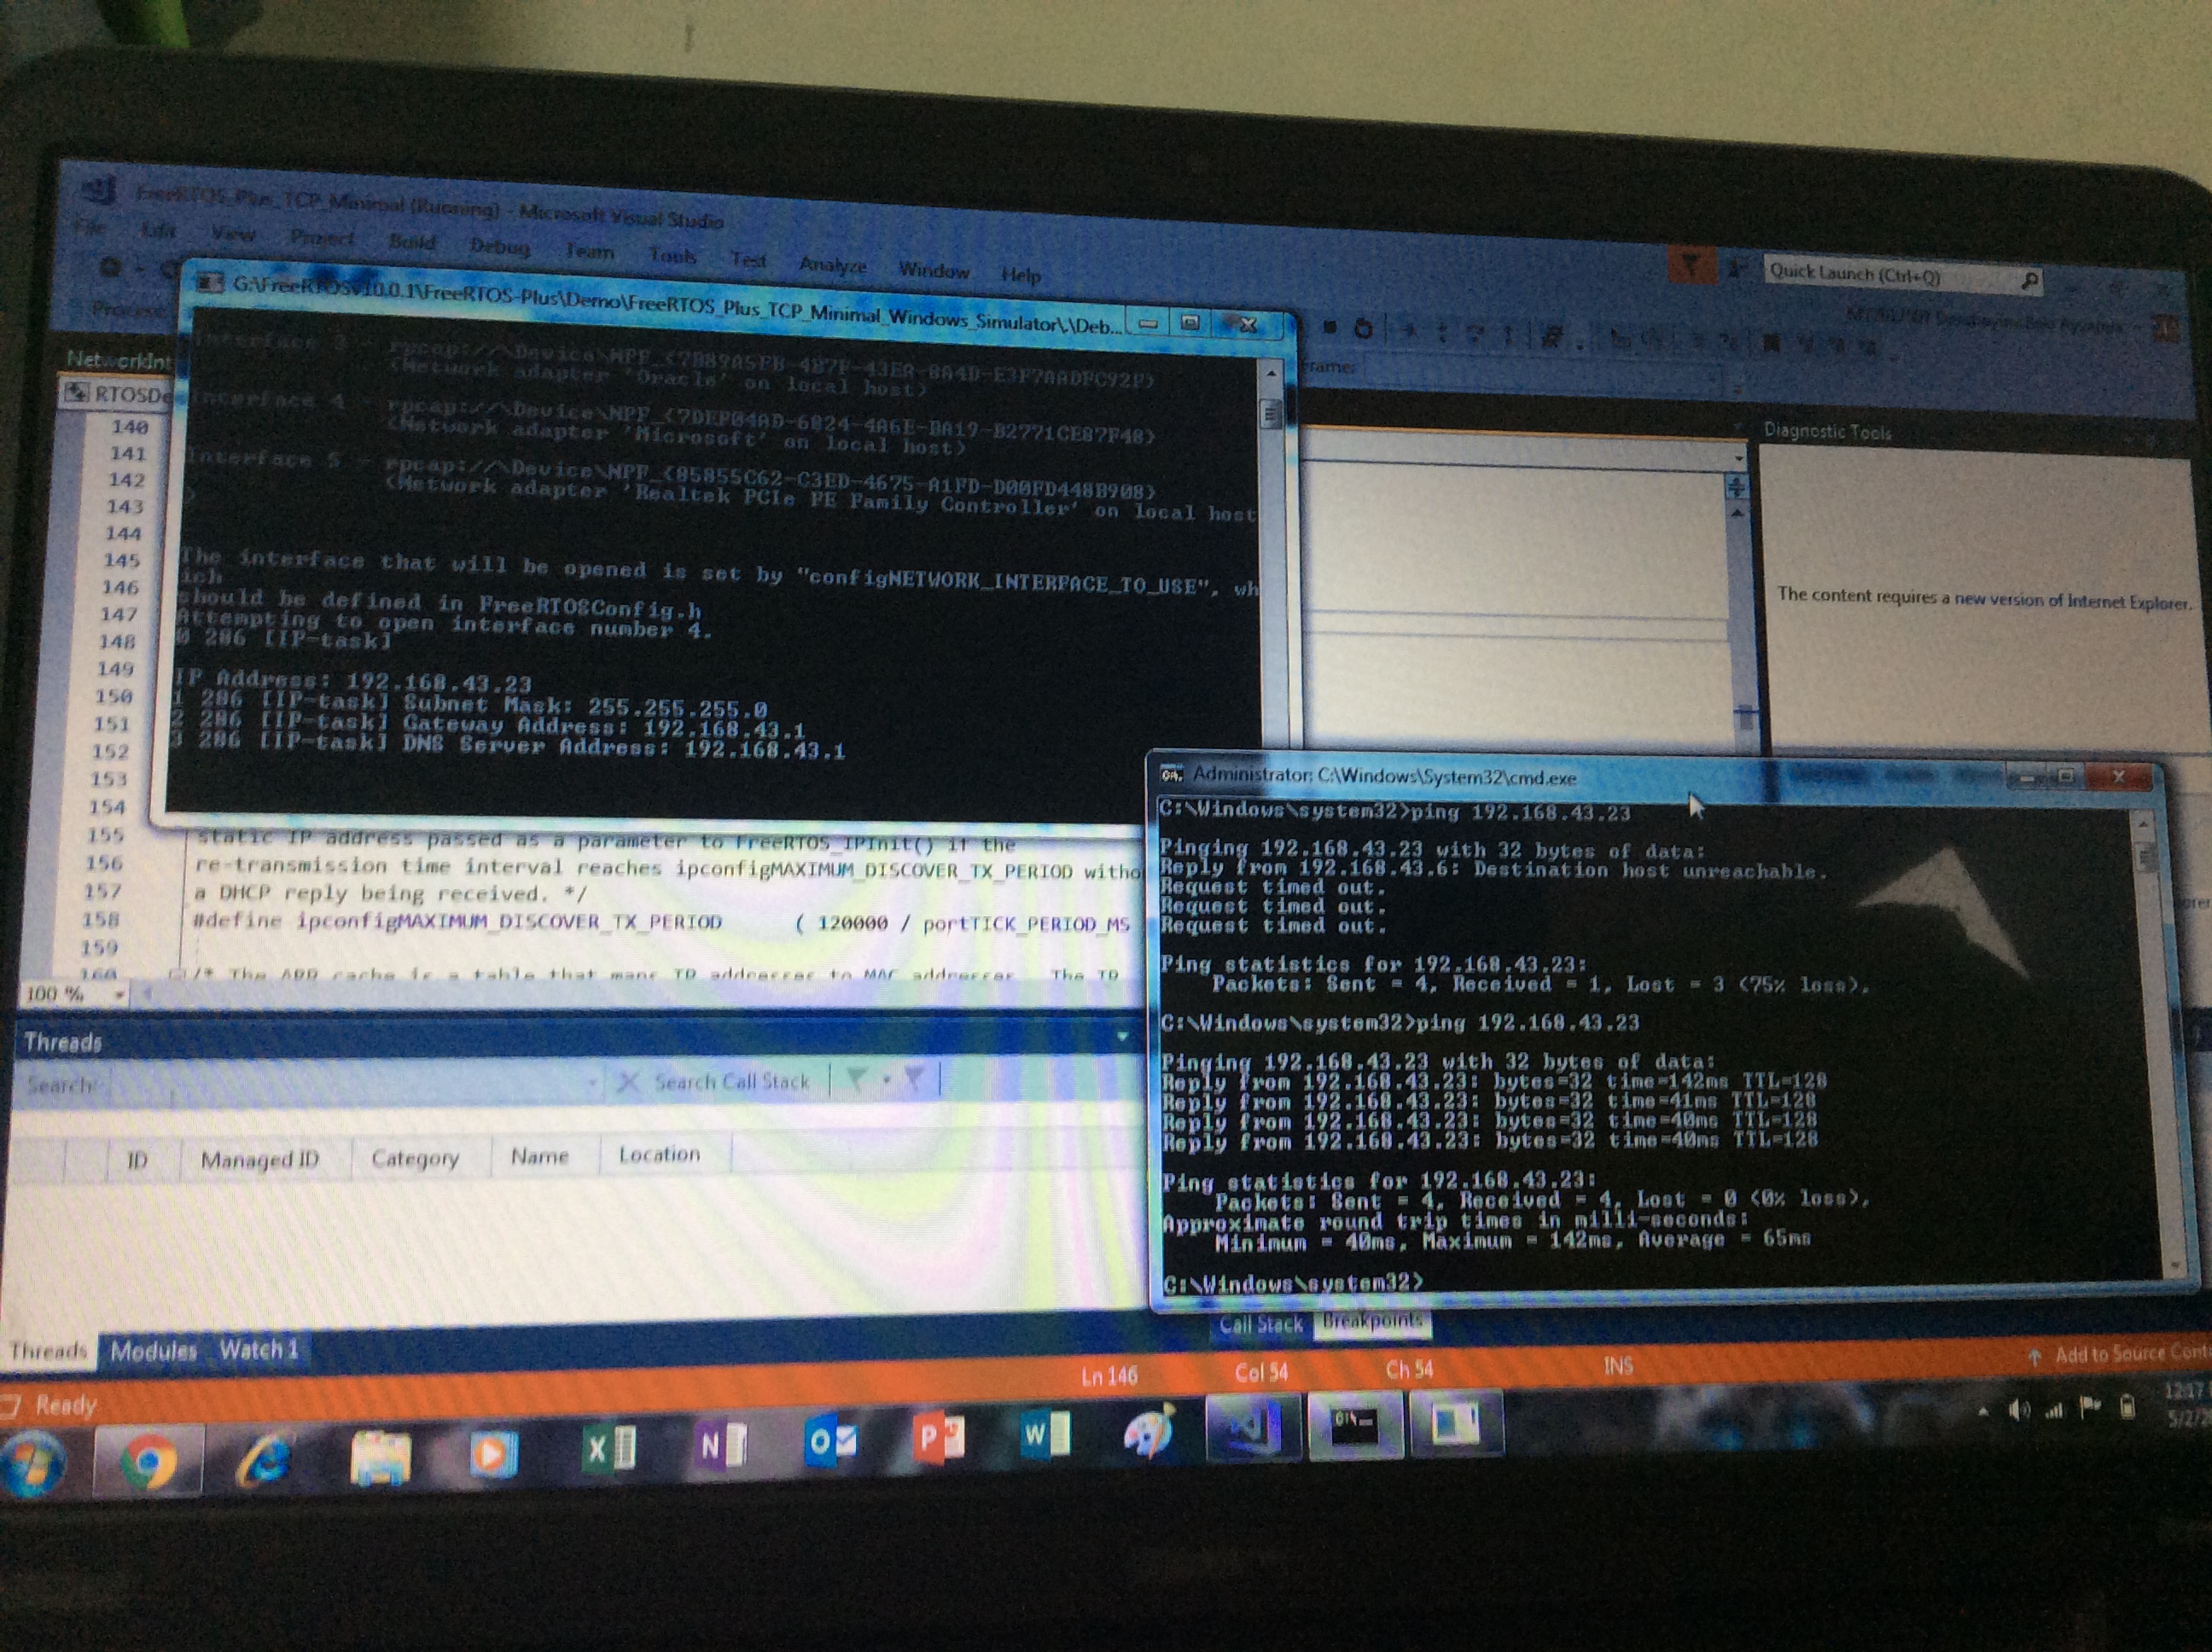 FreeRTOS_Plus_TCP_Minimal (Running) - Microsoft Visual Studio
File Edit View Project Build Debug Team Tools Test Analyze Window Help
Quick Launch (Ctrl+Q)
G:\FreeRTOSv10.0.1\FreeRTOS-Plus\Demo\FreeRTOS_Plus_TCP_Minimal_Windows_Simulator\.\Deb...
Process
NetworkInt
RTOSDe
Interface 3 - rpcap://\Device\NPF_
(Network adapter 'Oracle' on local host)
Interface 4 - rpcap://\Device\NPF_{7DEF04AD-6824-4A6E-BA19-B2771CE87F48}
(Network adapter 'Microsoft' on local host)
Interface 5 - rpcap://\Device\NPF_{85855C62-C3ED-4675-A1FD-D00FD448B908}
(Network adapter 'Realtek PCIe FE Family Controller' on local host
)
The interface that will be opened is set by "configNETWORK_INTERFACE_TO_USE", wh
ich
should be defined in FreeRTOSConfig.h
Attempting to open interface number 4.
0 286 [IP-task]
IP Address: 192.168.43.23
1 286 [IP-task] Subnet Mask: 255.255.255.0
2 286 [IP-task] Gateway Address: 192.168.43.1
3 286 [IP-task] DNS Server Address: 192.168.43.1
140
141
142
143
144
145
146
147
148
149
150
151
152
153
154
155 static IP address passed as a parameter to FreeRTOS_IPInit() if the
156 re-transmission time interval reaches ipconfigMAXIMUM_DISCOVER_TX_PERIOD witho
157 a DHCP reply being received. */
158 #define ipconfigMAXIMUM_DISCOVER_TX_PERIOD ( 120000 / portTICK_PERIOD_MS
159
160 /* The ARP cache is a table that maps IP addresses to MAC addresses. The IP
100 %
Diagnostic Tools
The content requires a new version of Internet Explorer.
Administrator: C:\Windows\System32\cmd.exe
C:\Windows\system32>ping 192.168.43.23
Pinging 192.168.43.23 with 32 bytes of data:
Reply from 192.168.43.6: Destination host unreachable.
Request timed out.
Request timed out.
Request timed out.
Ping statistics for 192.168.43.23:
Packets: Sent = 4, Received = 1, Lost = 3 (75% loss),
C:\Windows\system32>ping 192.168.43.23
Pinging 192.168.43.23 with 32 bytes of data:
Reply from 192.168.43.23: bytes=32 time=142ms TTL=128
Reply from 192.168.43.23: bytes=32 time=41ms TTL=128
Reply from 192.168.43.23: bytes=32 time=40ms TTL=128
Reply from 192.168.43.23: bytes=32 time=40ms TTL=128
Ping statistics for 192.168.43.23:
Packets: Sent = 4, Received = 4, Lost = 0 (0% loss),
Approximate round trip times in milli-seconds:
Minimum = 40ms, Maximum = 142ms, Average = 65ms
C:\Windows\system32>
Threads
Search:
Search Call Stack
ID Managed ID Category Name Location
Threads Modules Watch 1
Call Stack Breakpoints
Ready
Ln 146 Col 54 Ch 54 INS
Add to Source Cont
12:17
5/2/